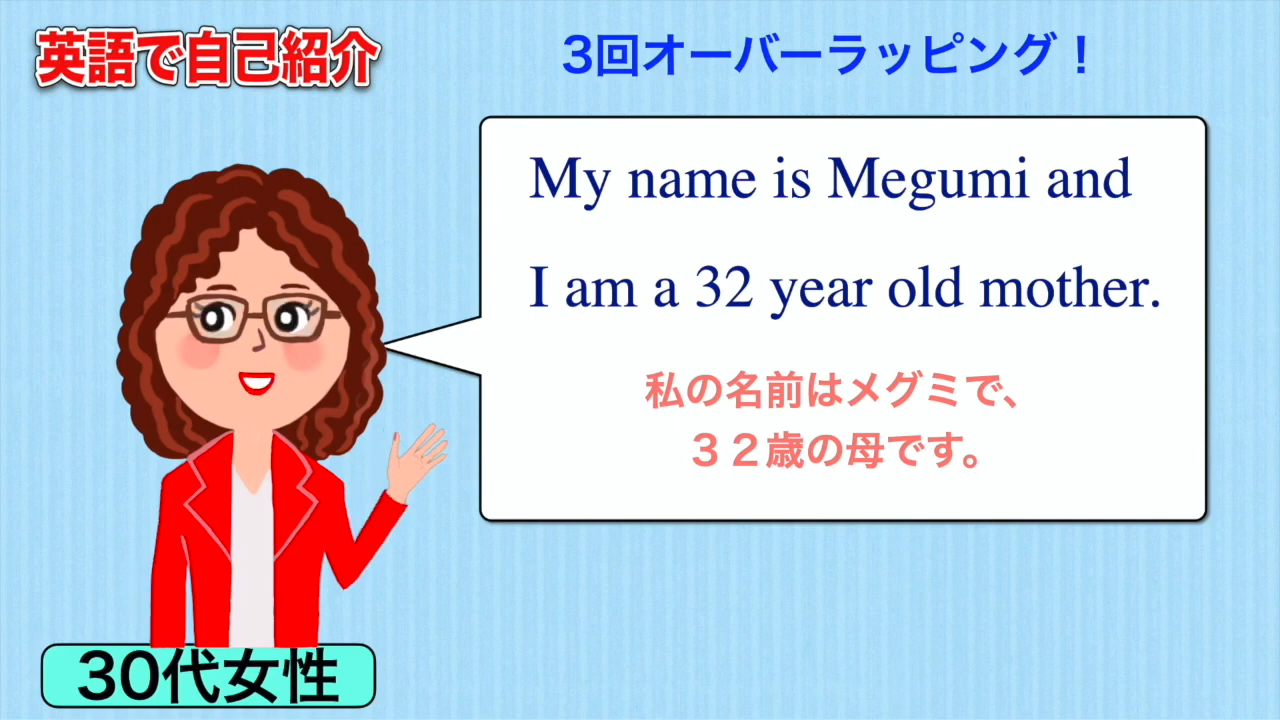 英語で自己紹介
3回オーバーラッピング！
My name is Megumi and
I am a 32 year old mother.
私の名前はメグミで、
３２歳の母です。
30代女性